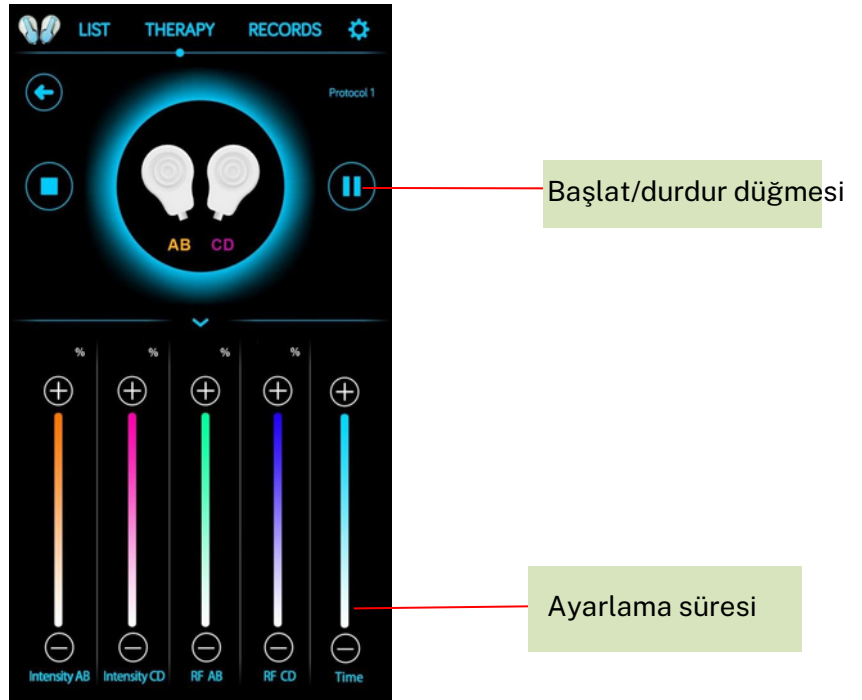 LIST THERAPY RECORDS
Protocol 1
Başlat/durdur düğmesi
AB CD
% % % %
Ayarlama süresi
Intensity AB Intensity CD RF AB RF CD Time